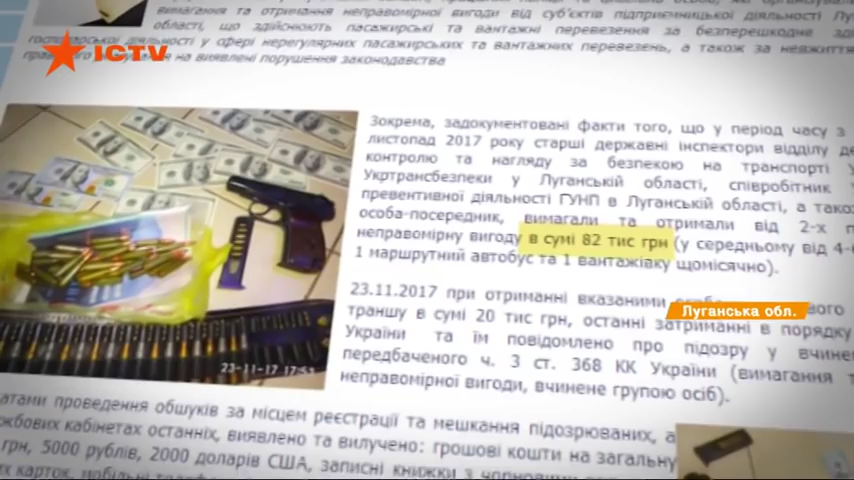 вимагання та отримання неправомірної вигоди від суб'єктів підприємницької діяльності
області, що здійснюють пасажирські та вантажні перевезення за безперешкодне
господарської діяльності у сфері нерегулярних пасажирських та вантажних перевезень, а також за невжиття
на виявлені порушення законодавства
ICTV
Зокрема, задокументовані факти того, що у період часу з
листопад 2017 року старші державні інспектори відділу
контролю та нагляду за безпекою на транспорті
Укртрансбезпеки у Луганській області, співробітник
превентивної діяльності ГУНП в Луганській області, а
особа-посередник, вимагали та отримали від 2-х
неправомірну вигоду в сумі 82 тис грн (у середньому від
1 маршрутний автобус та 1 вантажівку щомісячно).
23.11.2017 при отриманні вказаними
Луганська обл.
траншу в сумі 20 тис грн, останні затримані в порядку
України та їм повідомлено про підозру у
передбаченого ч. 3 ст. 368 КК України (вимагання
неправомірної вигоди, вчинене групою осіб).
23-11-17 17:53
проведення обшуків за місцем реєстрації та мешкання підозрюваних, а
кабінетах останніх, виявлено та вилучено: грошові кошти на загальну
грн, 5000 рублів, 2000 доларів США, записні книжки з чорновими
карток, мобільні